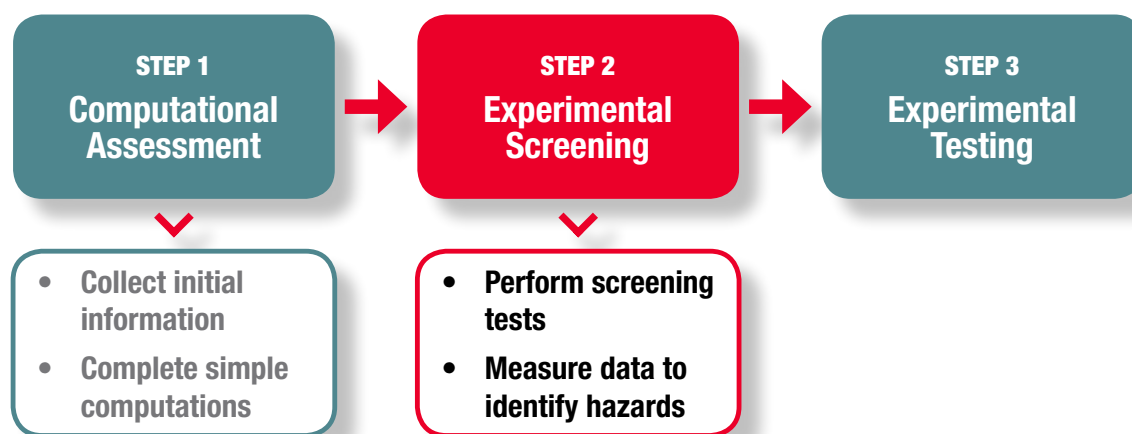 STEP 1
Computational
Assessment
STEP 2
Experimental
Screening
STEP 3
Experimental
Testing
• Collect initial
information
• Complete simple
computations
• Perform screening
tests
• Measure data to
identify hazards